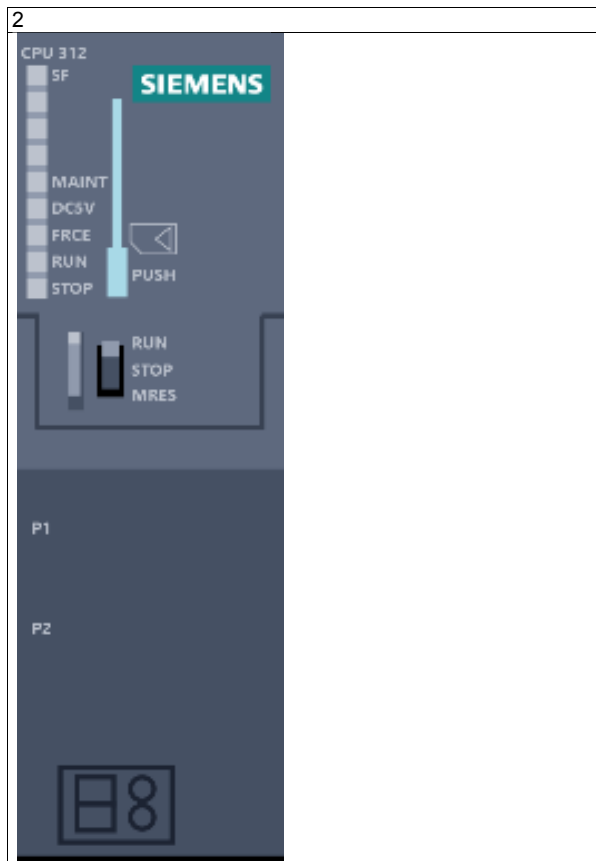 2
CPU 312
SF
SIEMENS
MAINT
DC5V
FRCE
RUN
STOP
PUSH
RUN
STOP
MRES
P1
P2